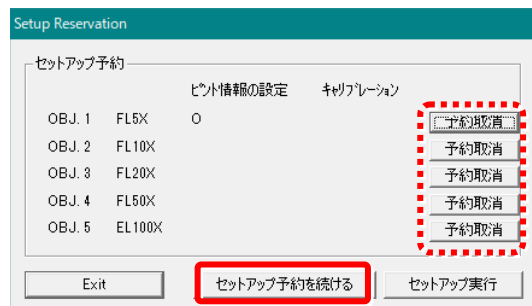 Setup Reservation
セットアップ予約
ピント情報の設定 キャリブレーション
OBJ. 1 FL5X O 予約取消
OBJ. 2 FL10X 予約取消
OBJ. 3 FL20X 予約取消
OBJ. 4 FL50X 予約取消
OBJ. 5 EL100X 予約取消
Exit セットアップ予約を続ける セットアップ実行